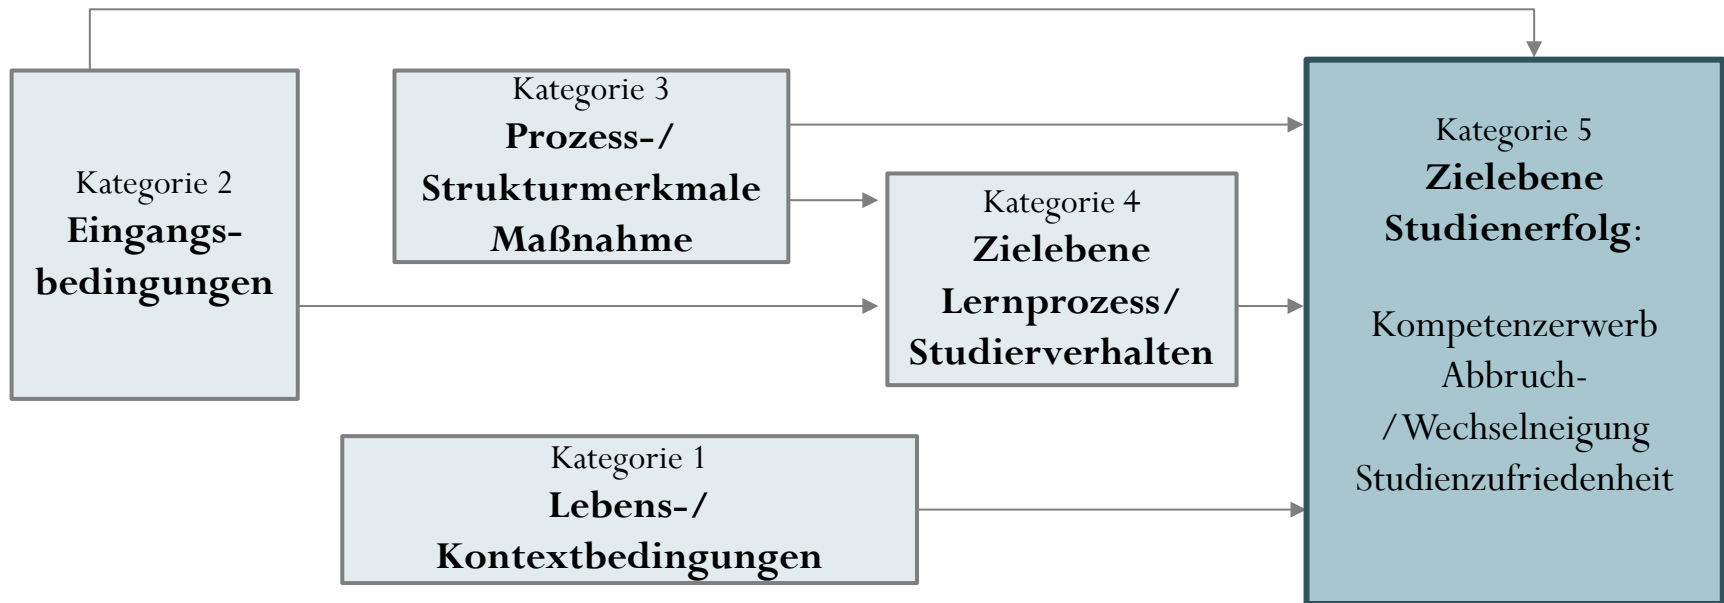 Kategorie 2
Eingangs-
bedingungen
Kategorie 3
Prozess-/
Strukturmerkmale
Maßnahme
Kategorie 4
Zielebene
Lernprozess/
Studierverhalten
Kategorie 1
Lebens-/
Kontextbedingungen
Kategorie 5
Zielebene
Studienerfolg:
Kompetenzerwerb
Abbruch-
/Wechselneigung
Studienzufriedenheit